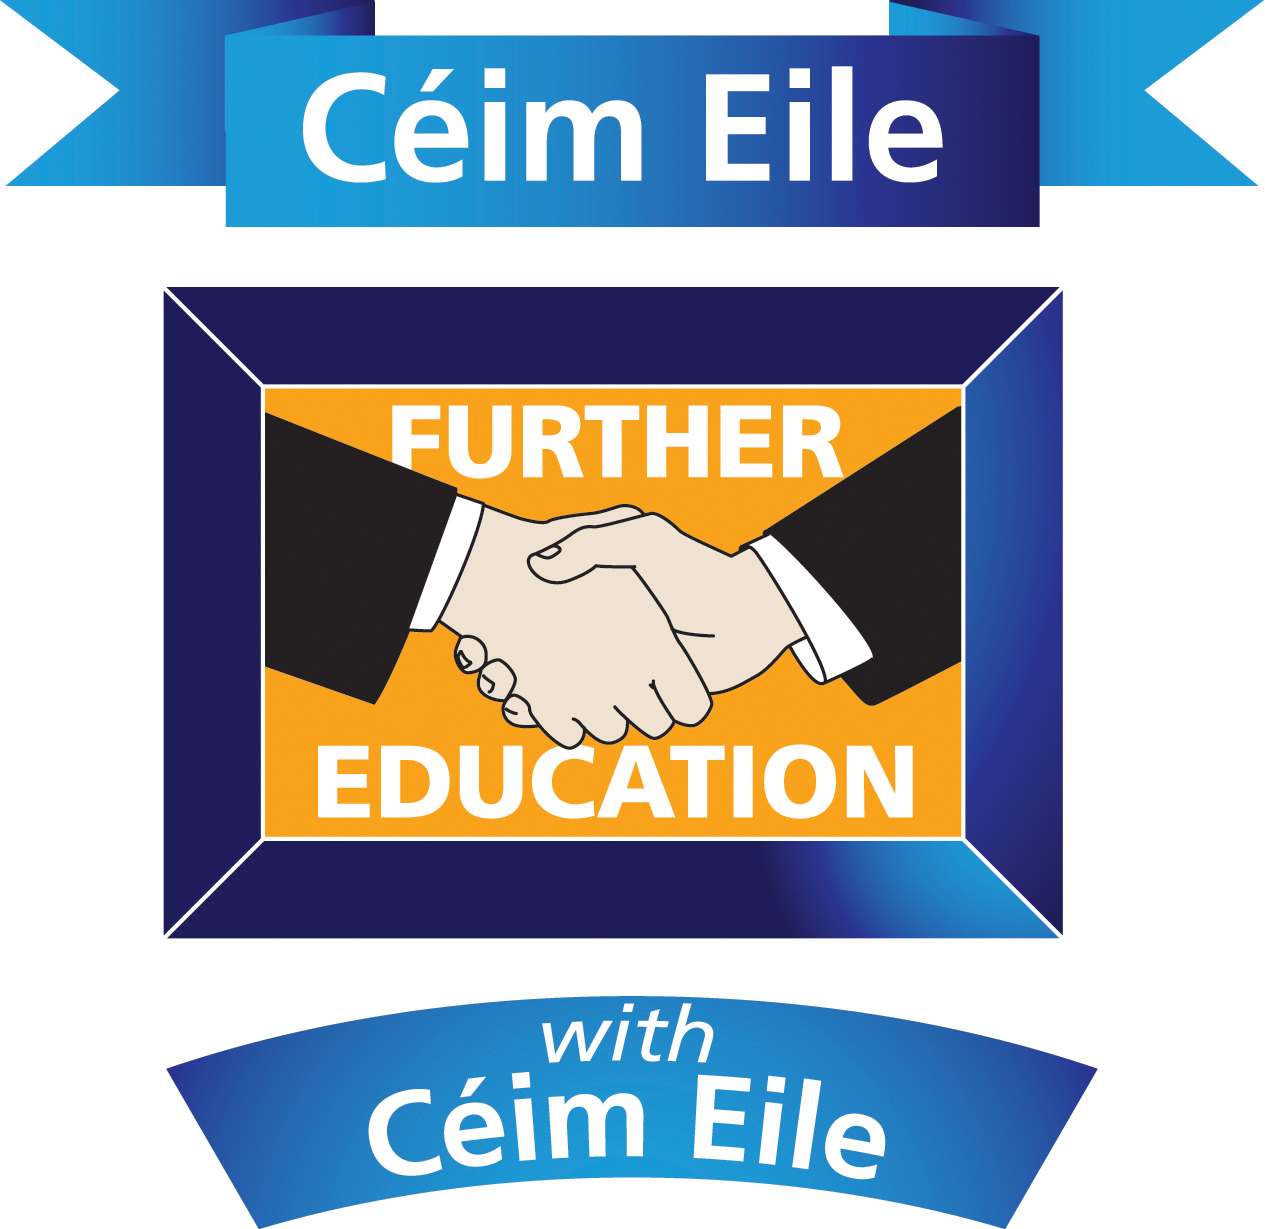 Céim Eile
FURTHER
EDUCATION
with
Céim Eile